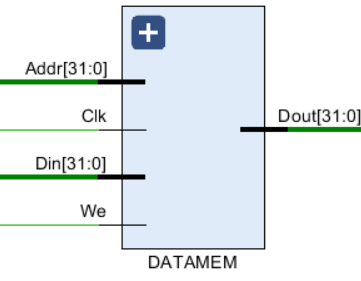 Addr[31:0]
Clk
Dout[31:0]
Din[31:0]
We
DATAMEM